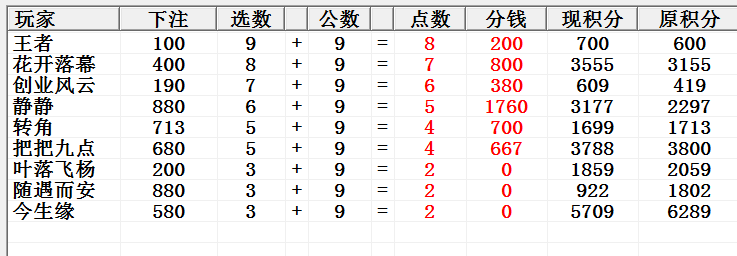 玩家 下注 选数 公数 点数 分钱 现积分 原积分
王者 100 9 + 9 = 8 200 700 600
花开落幕 400 8 + 9 = 7 800 3555 3155
创业风云 190 7 + 9 = 6 380 609 419
静静 880 6 + 9 = 5 1760 3177 2297
转角 713 5 + 9 = 4 700 1699 1713
把把九点 680 5 + 9 = 4 667 3788 3800
叶落飞杨 200 3 + 9 = 2 0 1859 2059
随遇而安 880 3 + 9 = 2 0 922 1802
今生缘 580 3 + 9 = 2 0 5709 6289